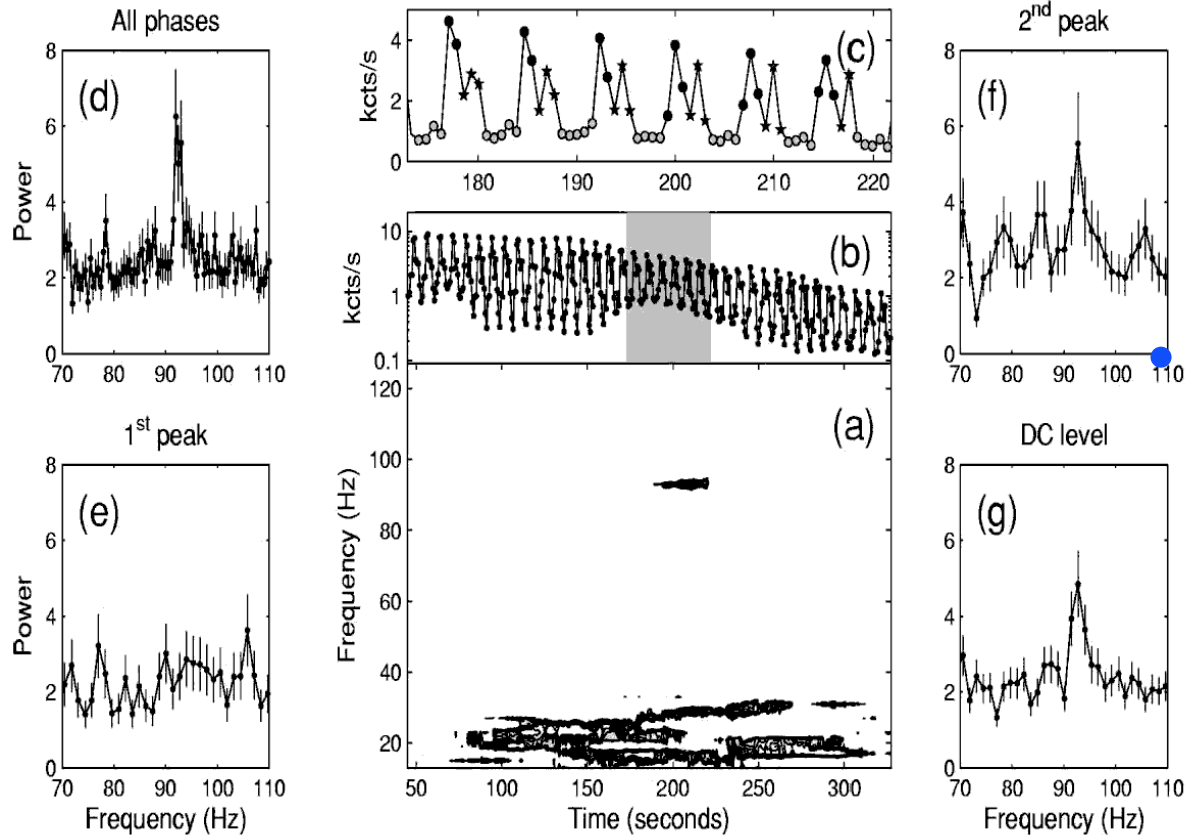 All phases
8
6
4
2
0
Power
(d)
70 80 90 100 110
1st peak
8
6
4
2
0
Power
(e)
70 80 90 100 110
Frequency (Hz)
4
2
0
kcts/s
(c)
180 190 200 210 220
10
1
0.1
kcts/s
(b)
120
100
80
60
40
20
Frequency (Hz)
(a)
50 100 150 200 250 300
Time (seconds)
2nd peak
8
6
4
2
0
(f)
70 80 90 100 110
DC level
8
6
4
2
0
(g)
70 80 90 100 110
Frequency (Hz)